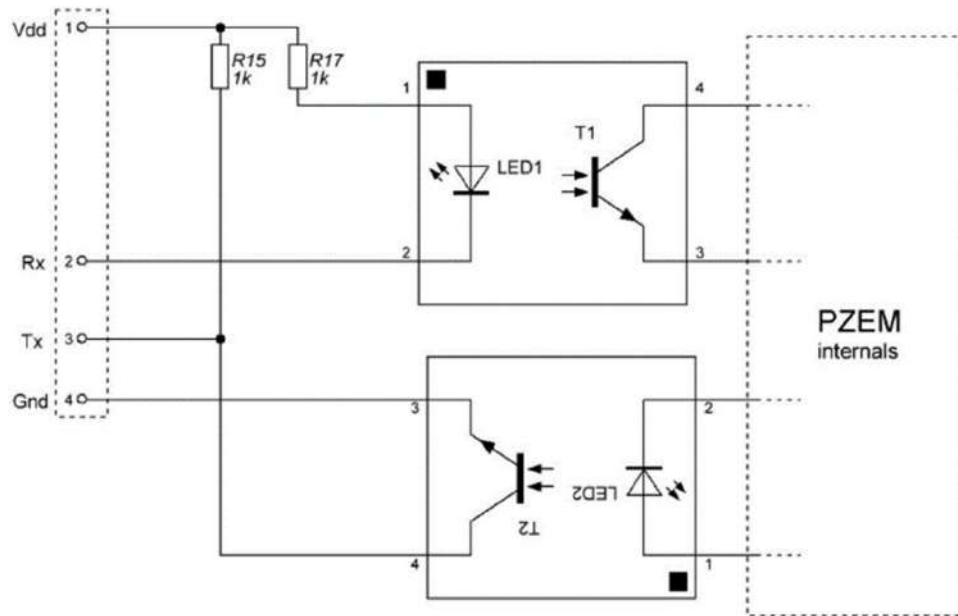 Vdd 1
R15
1k
R17
1k
1
4
T1
LED1
Rx 2
2
3
Tx 3
PZEM
internals
Gnd 4
3
2
LED2
T2
4
1